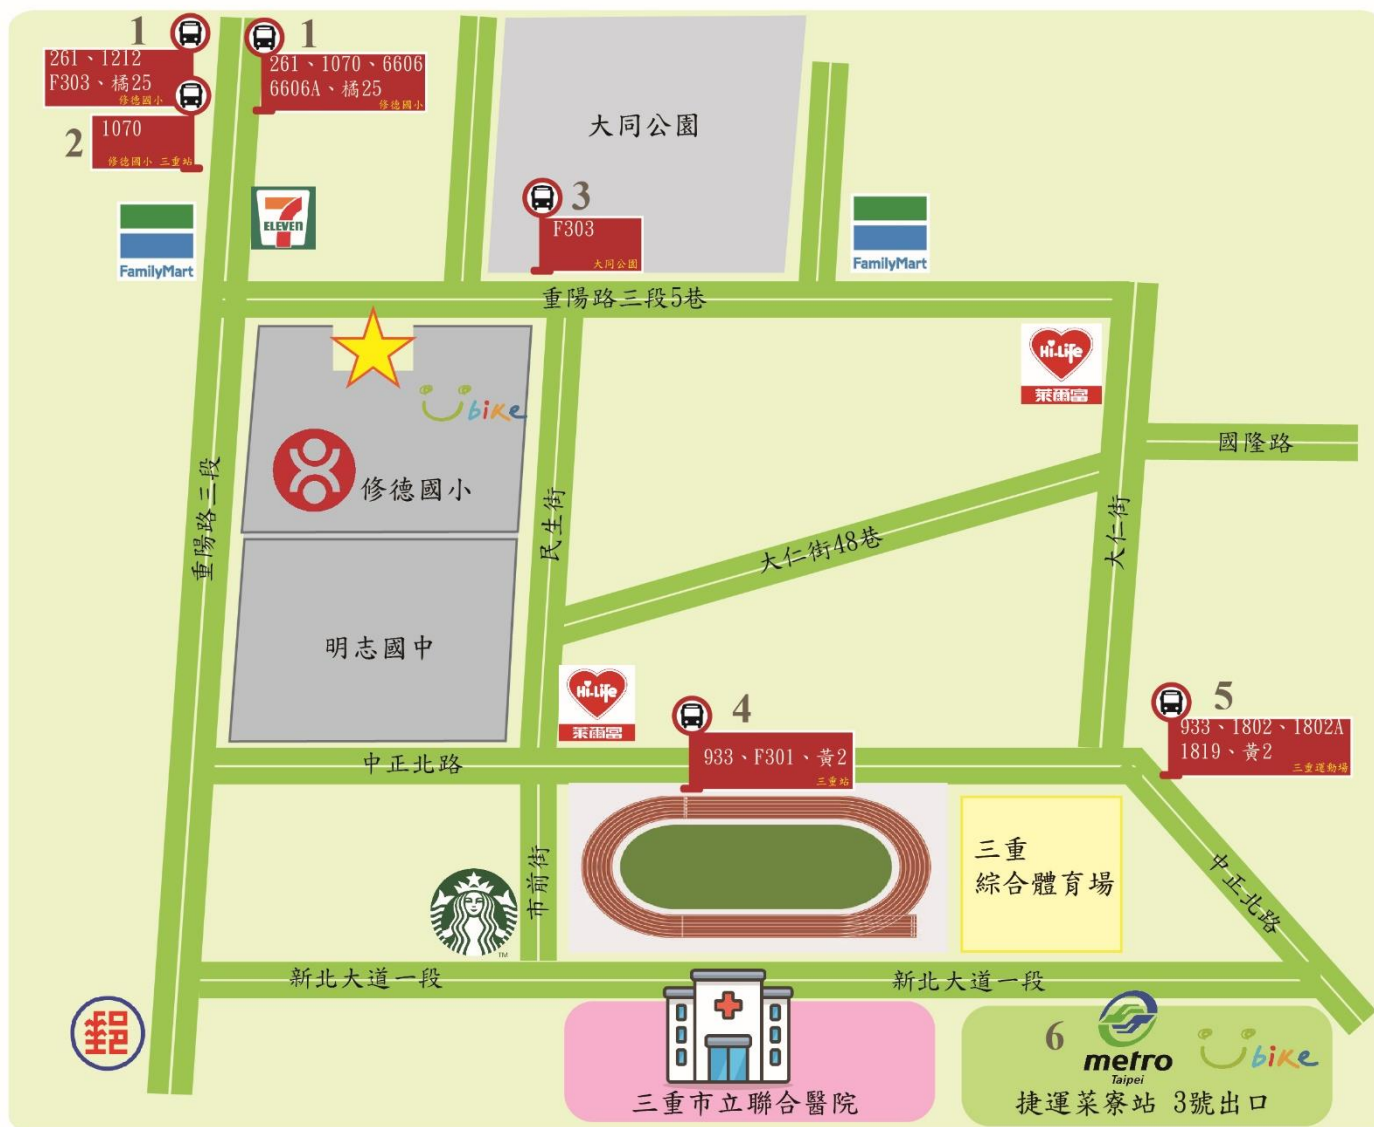 1
261、1212
F303、橘25
修德國小
1
261、1070、6606
6606A、橘25
修德國小
2
1070
修德國小 三重站
大同公園
3
F303
大同公園
FamilyMart
7
ELEVEN
FamilyMart
重陽路三段5巷
Hi-Life
萊爾富
bike
國隆路
修德國小
重陽路三段
民生街
大仁街48巷
大仁街
明志國中
Hi-Life
萊爾富
4
933、F301、黃2
三重站
5
933、1802、1802A
1819、黃2
三重運動場
中正北路
三重
綜合體育場
市前街
中正北路
TM
新北大道一段
新北大道一段
郵
6
metro
Taipei
bike
三重市立聯合醫院
捷運菜寮站 3號出口